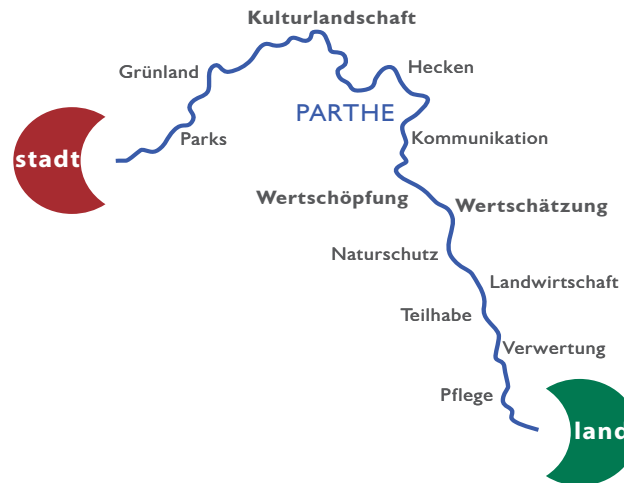 Kulturlandschaft
Grünland
Hecken
PARTHE
Parks
Kommunikation
stadt
Wertschöpfung
Wertschätzung
Naturschutz
Landwirtschaft
Teilhabe
Verwertung
Pflege
land